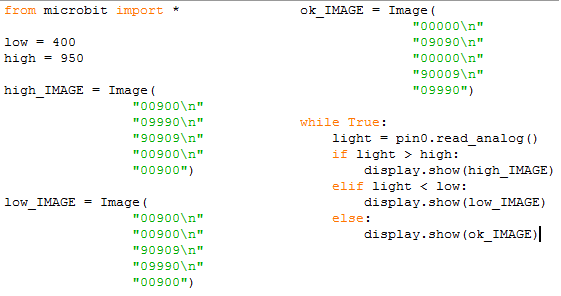 from microbit import *
low = 400
high = 950
high_IMAGE = Image(
"00900\n"
"09990\n"
"90909\n"
"00900\n"
"00900")
low_IMAGE = Image(
"00900\n"
"00900\n"
"90909\n"
"09990\n"
"00900")
ok_IMAGE = Image(
"00000\n"
"09090\n"
"00000\n"
"90009\n"
"09990")
while True:
light = pin0.read_analog()
if light > high:
display.show(high_IMAGE)
elif light < low:
display.show(low_IMAGE)
else:
display.show(ok_IMAGE)